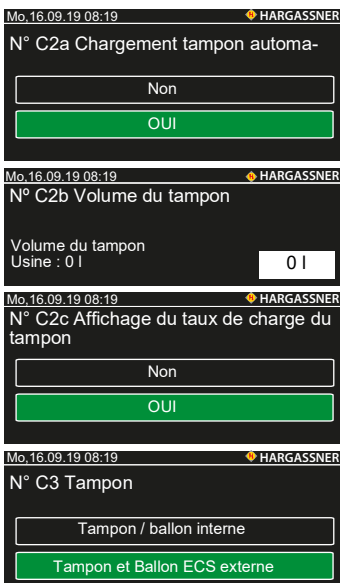 Mo,16.09.19 08:19 HARGASSNER
N° C2a Chargement tampon automa-
Non
OUI
Mo,16.09.19 08:19 HARGASSNER
Nº C2b Volume du tampon
Volume du tampon
Usine : 0 l
0 l
Mo,16.09.19 08:19 HARGASSNER
N° C2c Affichage du taux de charge du
tampon
Non
OUI
Mo,16.09.19 08:19 HARGASSNER
N° C3 Tampon
Tampon / ballon interne
Tampon et Ballon ECS externe